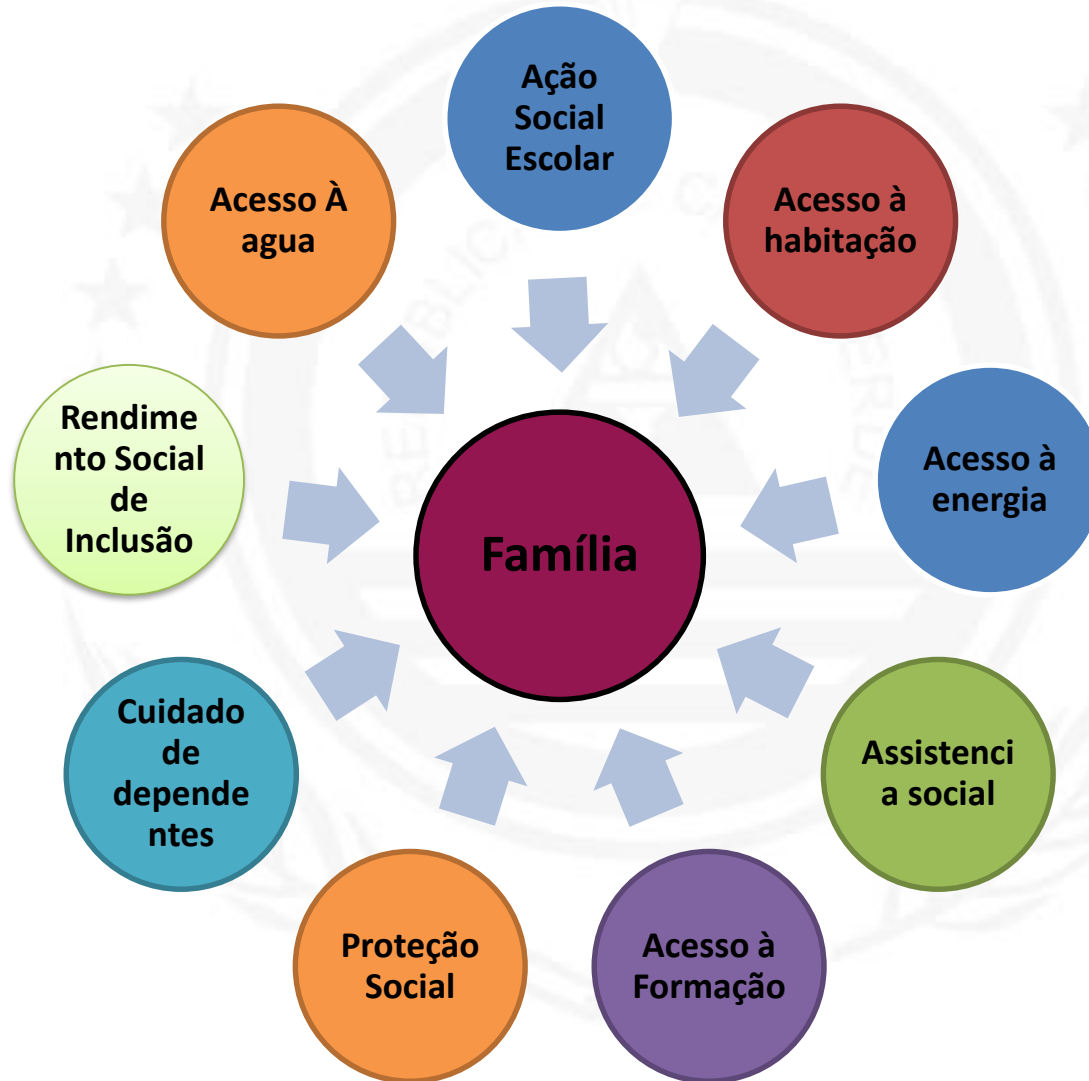 Ação
Social
Escolar
Acesso à
habitação
Acesso à
energia
Assistenci
a social
Acesso à
Formação
Proteção
Social
Cuidado
de
depende
ntes
Rendime
nto Social
de
Inclusão
Acesso À
agua
Família